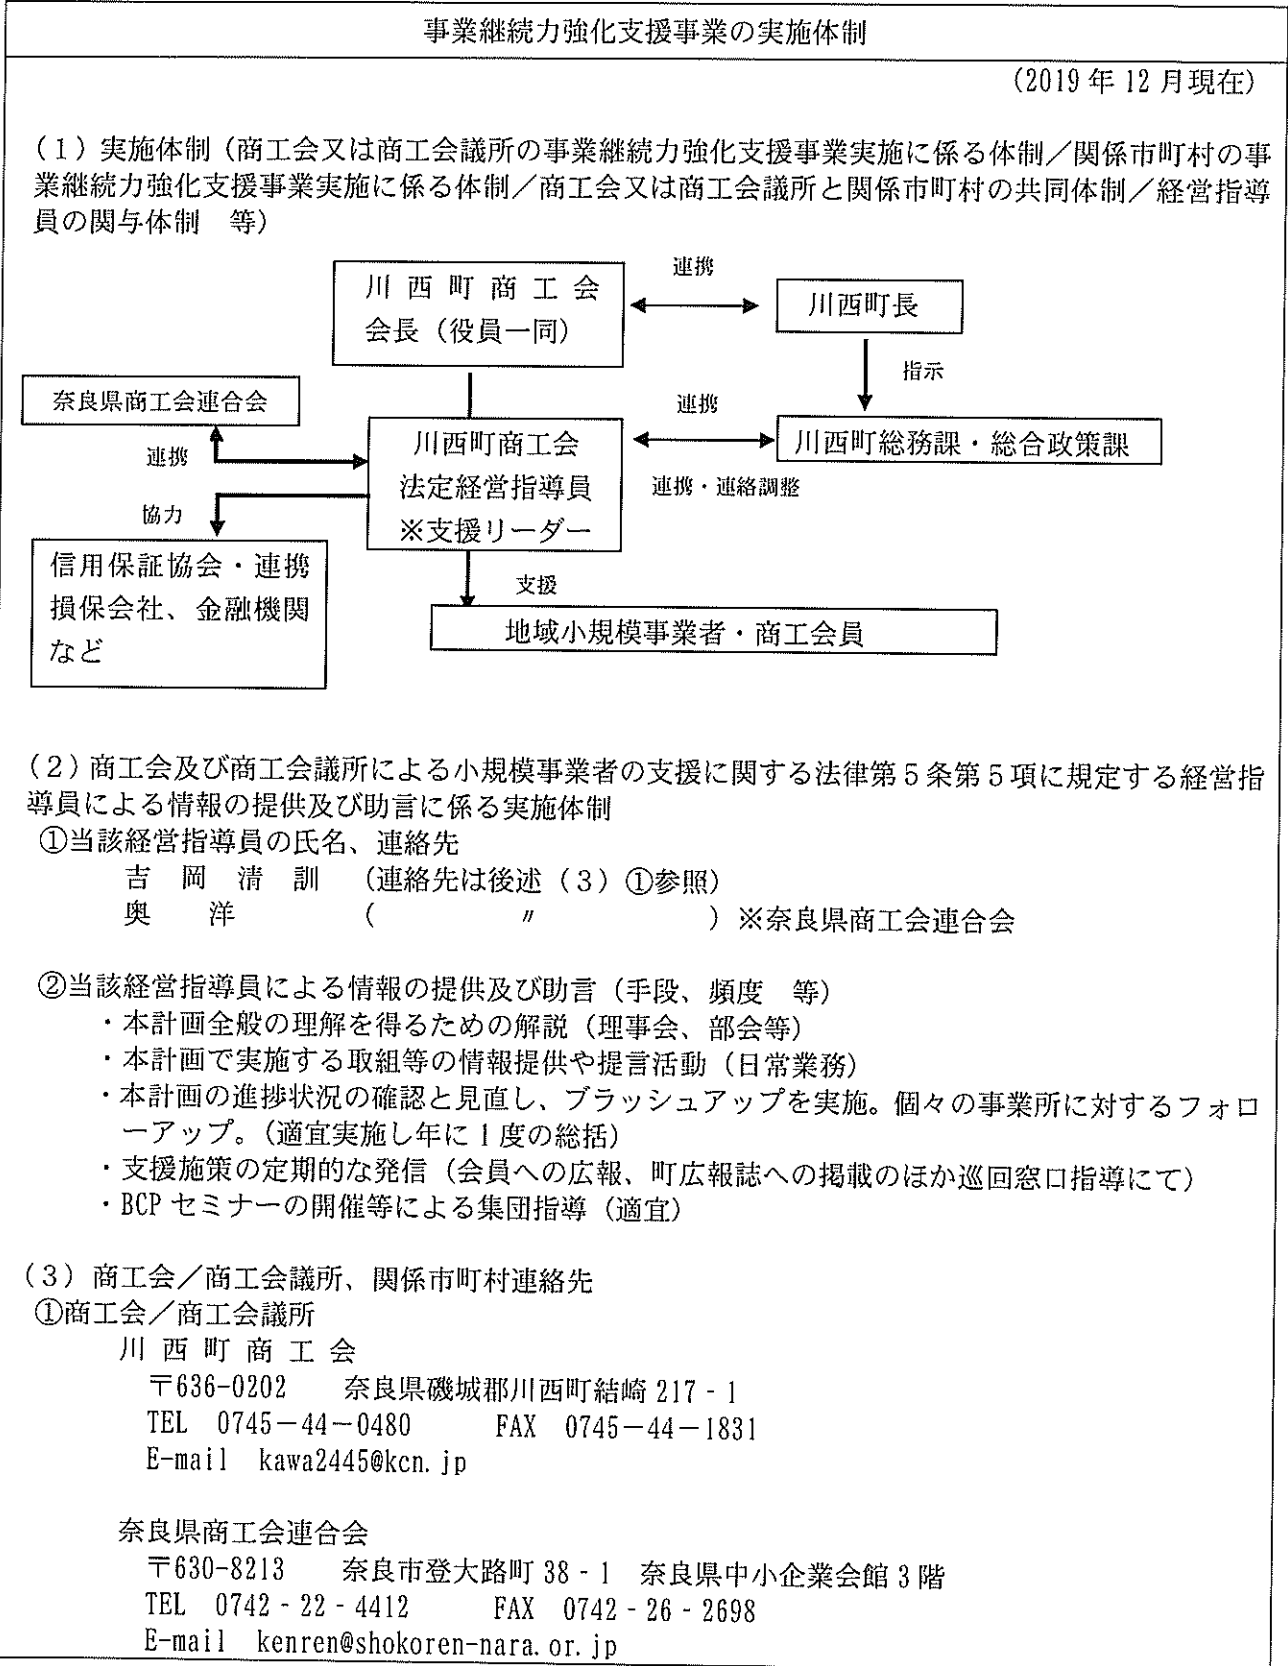 事業継続力強化支援事業の実施体制
(2019年12月現在)
(1)実施体制(商工会又は商工会議所の事業継続力強化支援事業実施に係る体制/関係市町村の事
業継続力強化支援事業実施に係る体制/商工会又は商工会議所と関係市町村の共同体制/経営指導
員の関与体制 等)
川西町商工会
会長(役員一同)
連携
川西町長
指示
奈良県商工会連合会
連携
川西町商工会
法定経営指導員
※支援リーダー
連携
連携・連絡調整
川西町総務課・総合政策課
協力
信用保証協会・連携
損保会社、金融機関
など
支援
地域小規模事業者・商工会員
(2)商工会及び商工会議所による小規模事業者の支援に関する法律第5条第5項に規定する経営指
導員による情報の提供及び助言に係る実施体制
①当該経営指導員の氏名、連絡先
吉 岡 清 訓 (連絡先は後述(3)①参照)
奥 洋 ( 〃 )※奈良県商工会連合会
②当該経営指導員による情報の提供及び助言(手段、頻度 等)
・本計画全般の理解を得るための解説(理事会、部会等)
・本計画で実施する取組等の情報提供や提言活動(日常業務)
・本計画の進捗状況の確認と見直し、ブラッシュアップを実施。個々の事業所に対するフォロ
ーアップ。(適宜実施し年に1度の総括)
・支援施策の定期的な発信(会員への広報、町広報誌への掲載のほか巡回窓口指導にて)
・BCPセミナーの開催等による集団指導(適宜)
(3)商工会/商工会議所、関係市町村連絡先
①商工会/商工会議所
川 西 町 商 工 会
〒636-0202 奈良県磯城郡川西町結崎217-1
TEL 0745-44-0480 FAX 0745-44-1831
E-mail kawa2445@kcn.jp
奈良県商工会連合会
〒630-8213 奈良市登大路町38-1 奈良県中小企業会館3階
TEL 0742-22-4412 FAX 0742-26-2698
E-mail kenren@shokoren-nara.or.jp